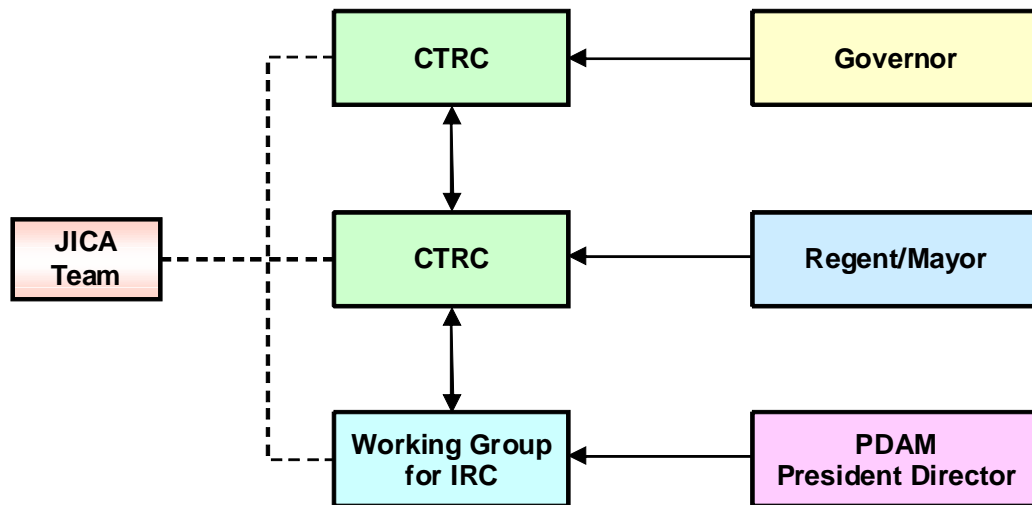 CTRC
Governor
JICA
Team
CTRC
Regent/Mayor
Working Group
for IRC
PDAM
President Director